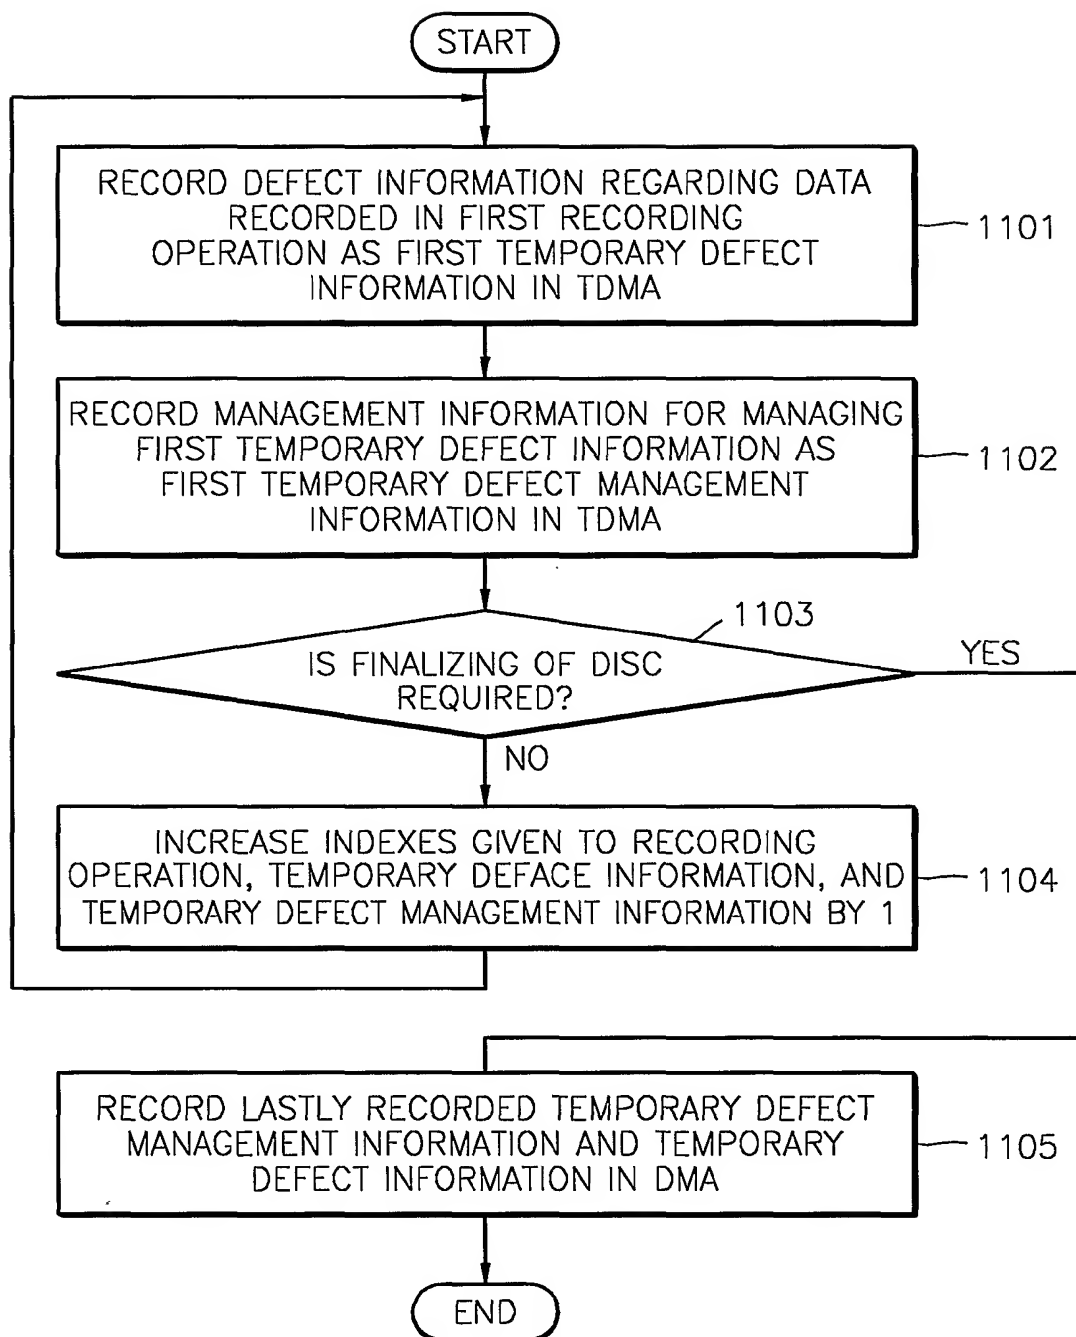 START
RECORD DEFECT INFORMATION REGARDING DATA
RECORDED IN FIRST RECORDING
OPERATION AS FIRST TEMPORARY DEFECT
INFORMATION IN TDMA
1101
RECORD MANAGEMENT INFORMATION FOR MANAGING
FIRST TEMPORARY DEFECT INFORMATION AS
FIRST TEMPORARY DEFECT MANAGEMENT
INFORMATION IN TDMA
1102
1103
IS FINALIZING OF DISC
REQUIRED?
YES
NO
INCREASE INDEXES GIVEN TO RECORDING
OPERATION, TEMPORARY DEFACE INFORMATION, AND
TEMPORARY DEFECT MANAGEMENT INFORMATION BY 1
1104
RECORD LASTLY RECORDED TEMPORARY DEFECT
MANAGEMENT INFORMATION AND TEMPORARY
DEFECT INFORMATION IN DMA
1105
END